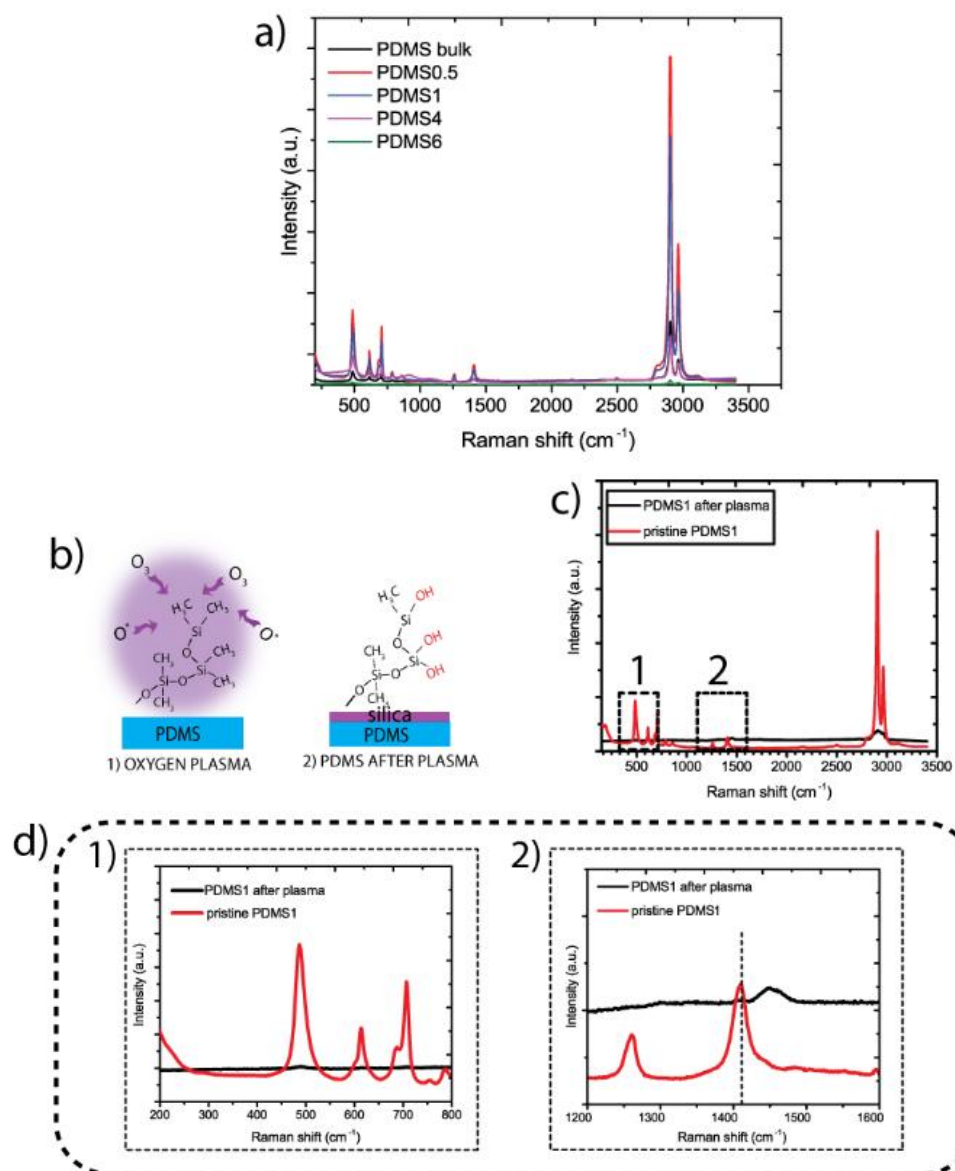 a)
PDMS bulk
PDMS0.5
PDMS1
PDMS4
PDMS6
Intensity (a.u.)
500 1000 1500 2000 2500 3000 3500
Raman shift (cm⁻¹)
b)
O₃ O₃
H₃C CH₃
O* Si O*
O
CH₃ CH₃
Si O Si CH₃
O CH₃
PDMS
1) OXYGEN PLASMA
H₃C OH
Si
O OH
CH₃ Si
Si O OH
O CH₃
silica
PDMS
2) PDMS AFTER PLASMA
c)
PDMS1 after plasma
pristine PDMS1
Intensity (a.u.)
1 2
500 1000 1500 2000 2500 3000 3500
Raman shift (cm⁻¹)
d)
1)
PDMS1 after plasma
pristine PDMS1
Intensity (a.u.)
200 300 400 500 600 700 800
Raman shift (cm⁻¹)
2)
PDMS1 after plasma
pristine PDMS1
Intensity (a.u.)
1200 1300 1400 1500 1600
Raman shift (cm⁻¹)